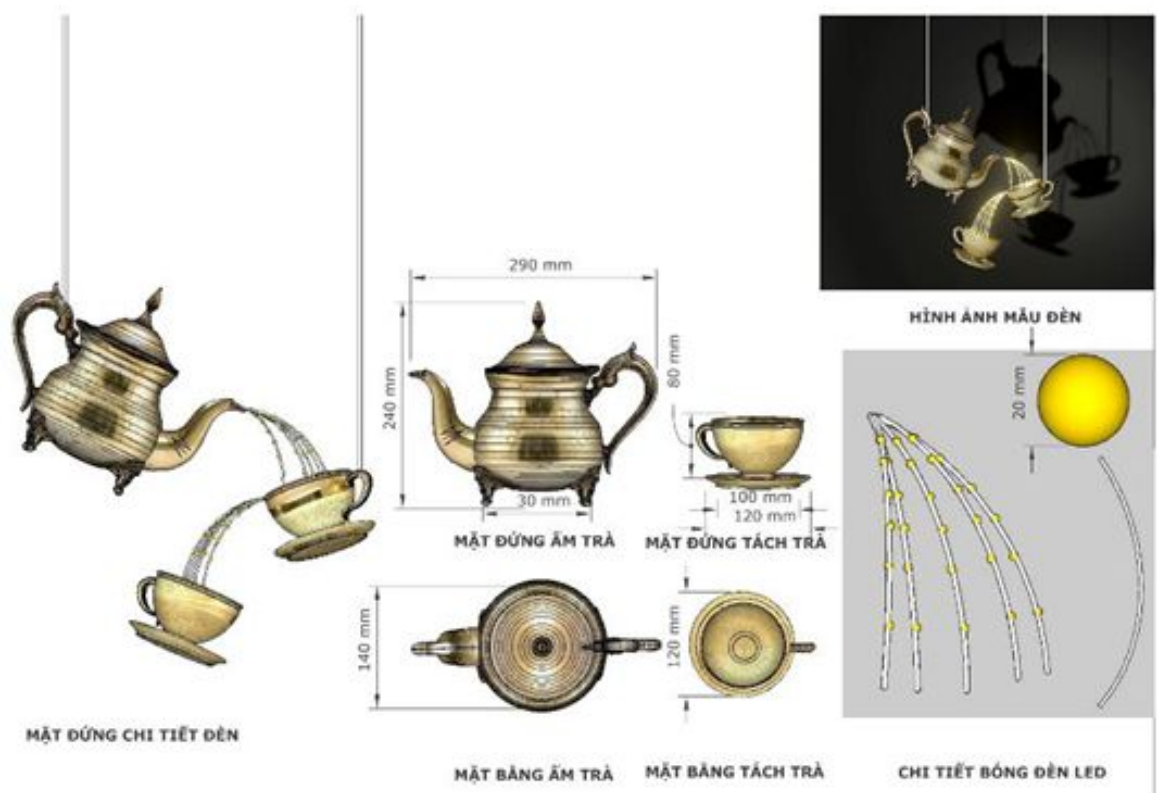 290 mm
240 mm
80 mm
30 mm
100 mm
120 mm
MẶT ĐỨNG ẤM TRÀ
MẶT ĐỨNG TÁCH TRÀ
HÌNH ẢNH MẪU ĐÈN
20 mm
140 mm
120 mm
MẶT ĐỨNG CHI TIẾT ĐÈN
MẶT BẰNG ẤM TRÀ
MẶT BẰNG TÁCH TRÀ
CHI TIẾT BÓNG ĐÈN LED